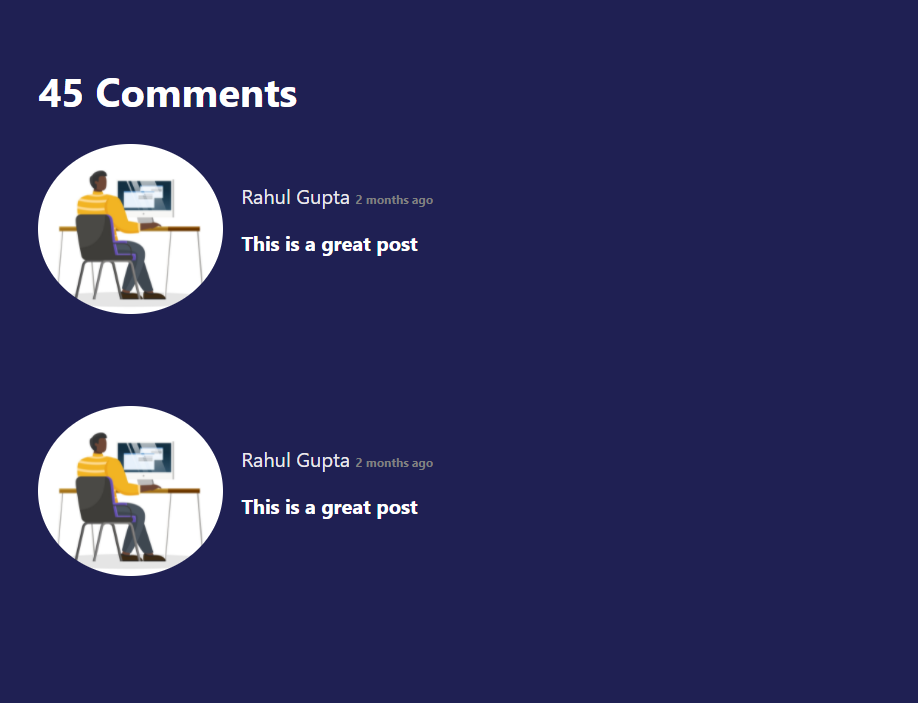 45 Comments
Rahul Gupta 2 months ago
This is a great post
Rahul Gupta 2 months ago
This is a great post